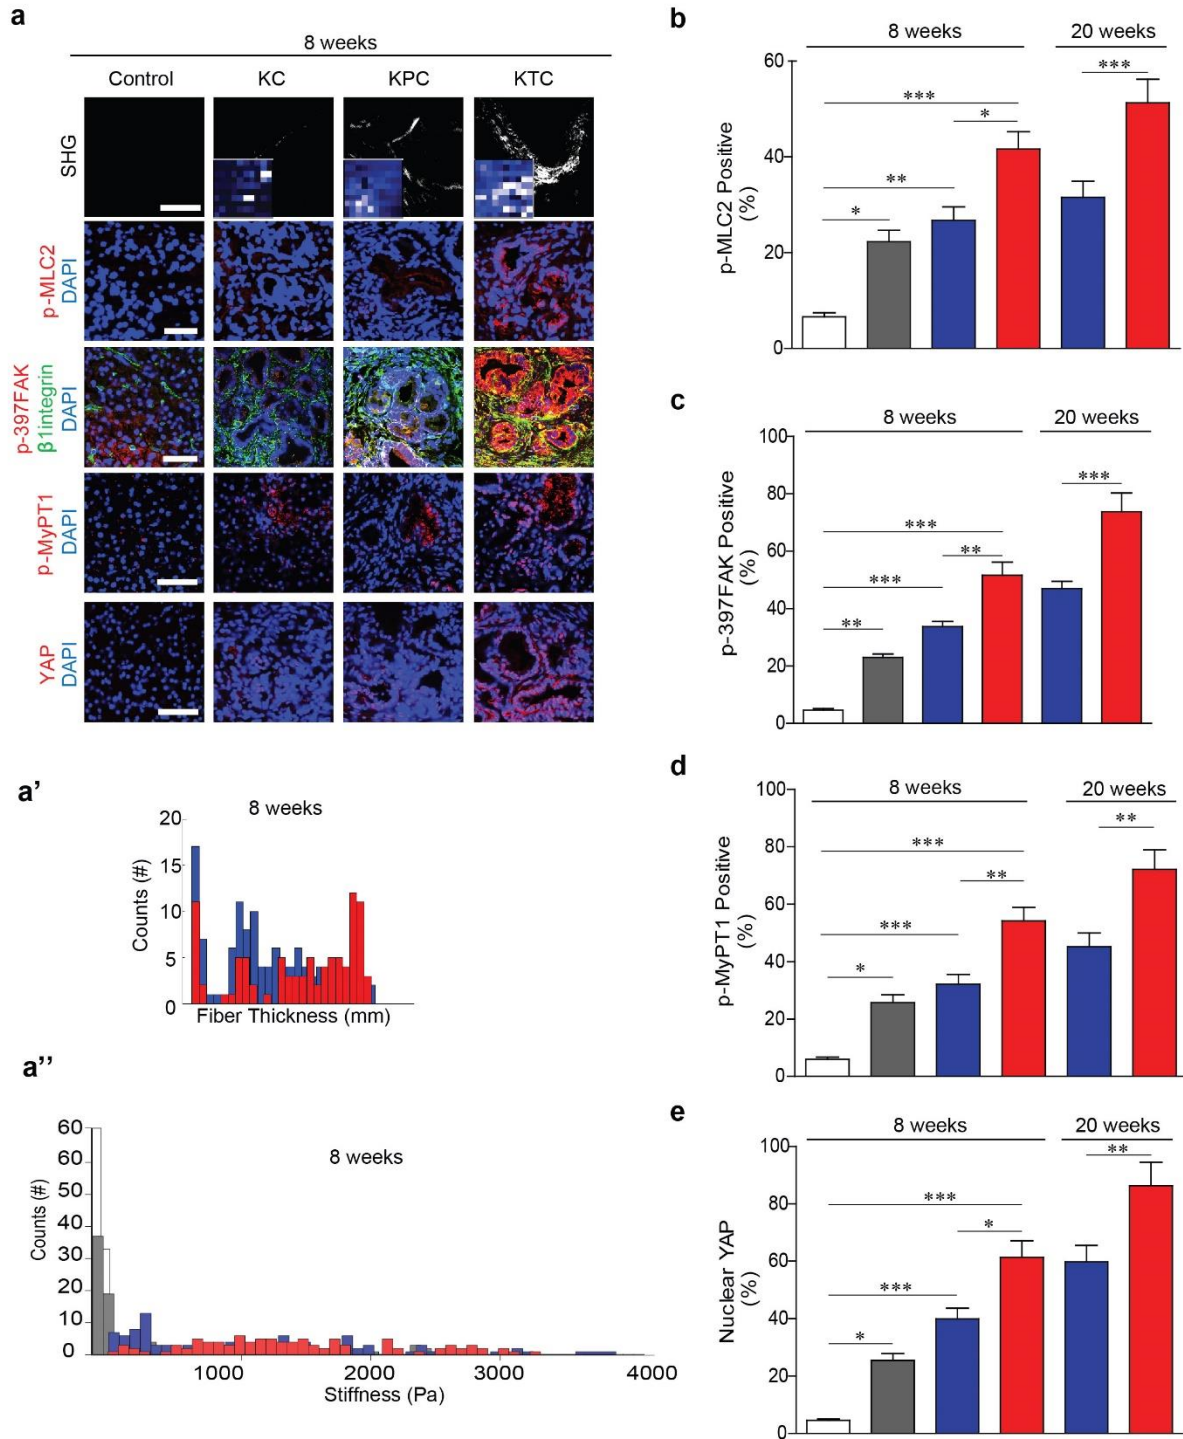 a
8 weeks
Control KC KPC KTC
SHG
p-MLC2
DAPI
p-397FAK
β1integrin
DAPI
p-MyPT1
DAPI
YAP
DAPI
a'
8 weeks
20
15
10
5
0
Counts (#)
Fiber Thickness (mm)
a''
8 weeks
60
60
50
40
30
20
10
0
Counts (#)
1000 2000 3000 4000
Stiffness (Pa)
b
8 weeks 20 weeks
60
40
20
0
p-MLC2 Positive
(%)
***
***
*
**
*
c
8 weeks 20 weeks
100
80
60
40
20
0
p-397FAK Positive
(%)
***
***
**
***
**
d
8 weeks 20 weeks
100
80
60
40
20
0
p-MyPT1 Positive
(%)
**
***
**
***
*
e
8 weeks 20 weeks
100
80
60
40
20
0
Nuclear YAP
(%)
**
***
*
***
*